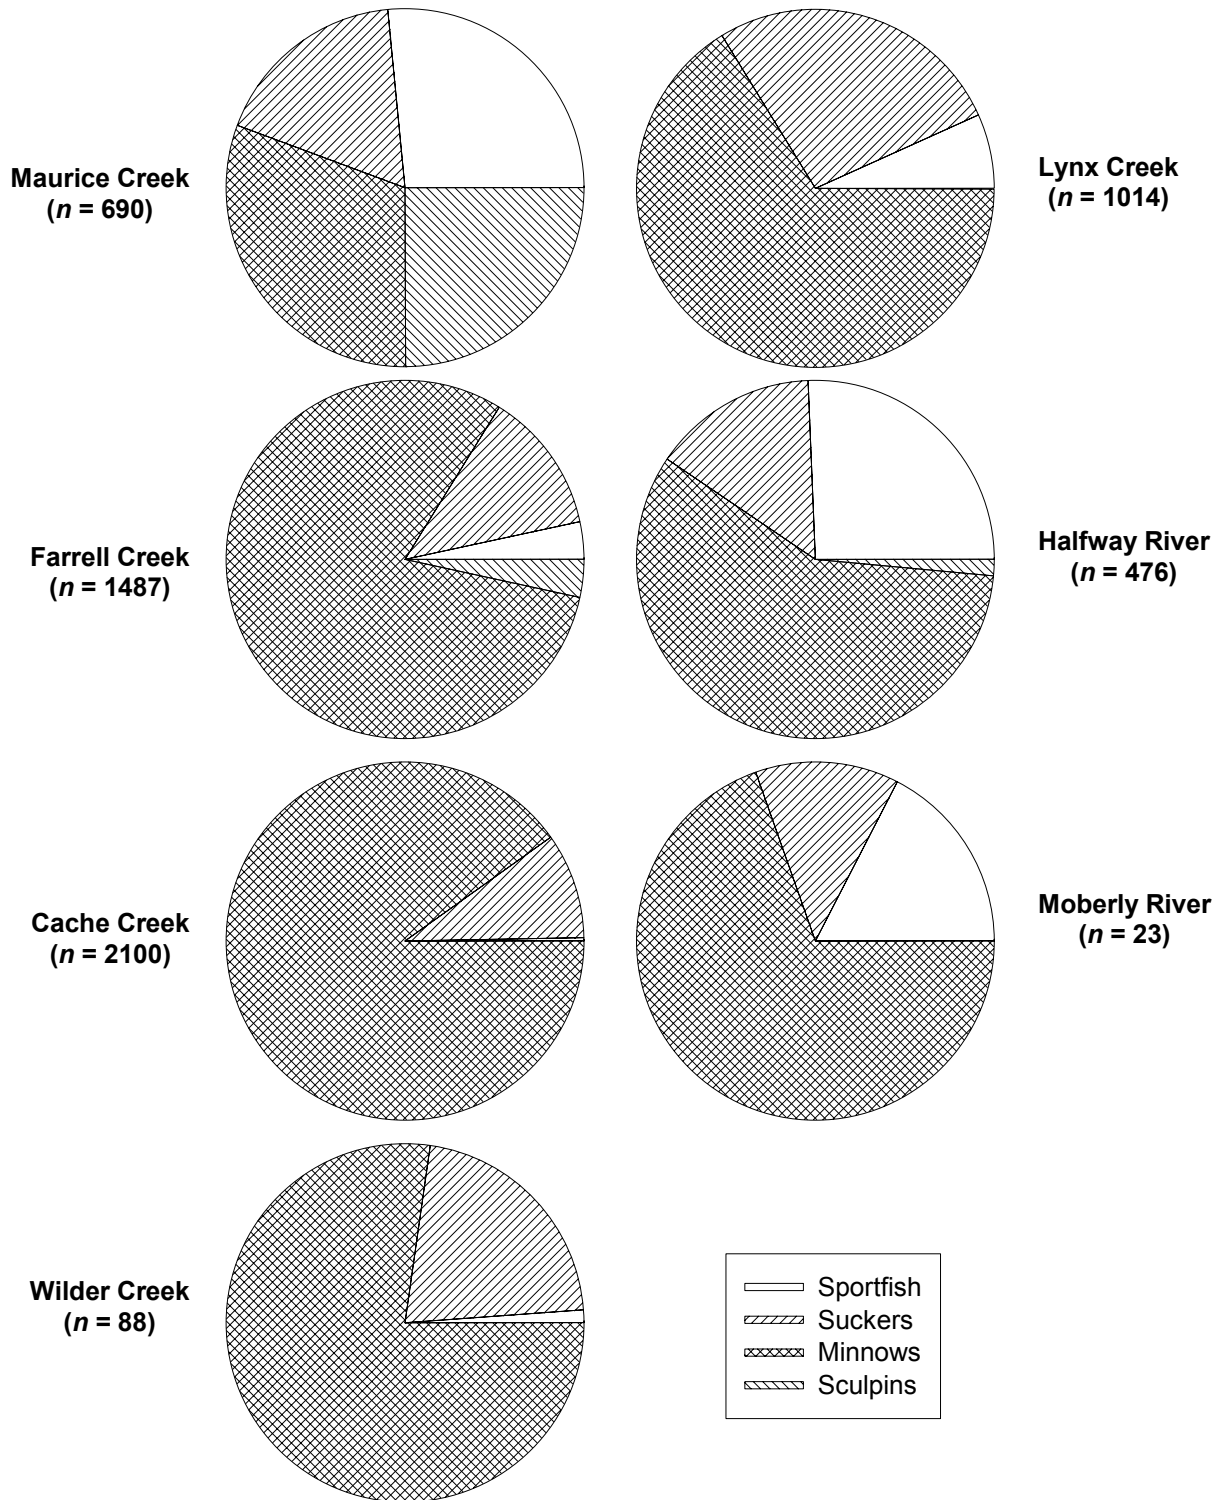 Maurice Creek
(n = 690)
Lynx Creek
(n = 1014)
Farrell Creek
(n = 1487)
Halfway River
(n = 476)
Cache Creek
(n = 2100)
Moberly River
(n = 23)
Wilder Creek
(n = 88)
Sportfish
Suckers
Minnows
Sculpins